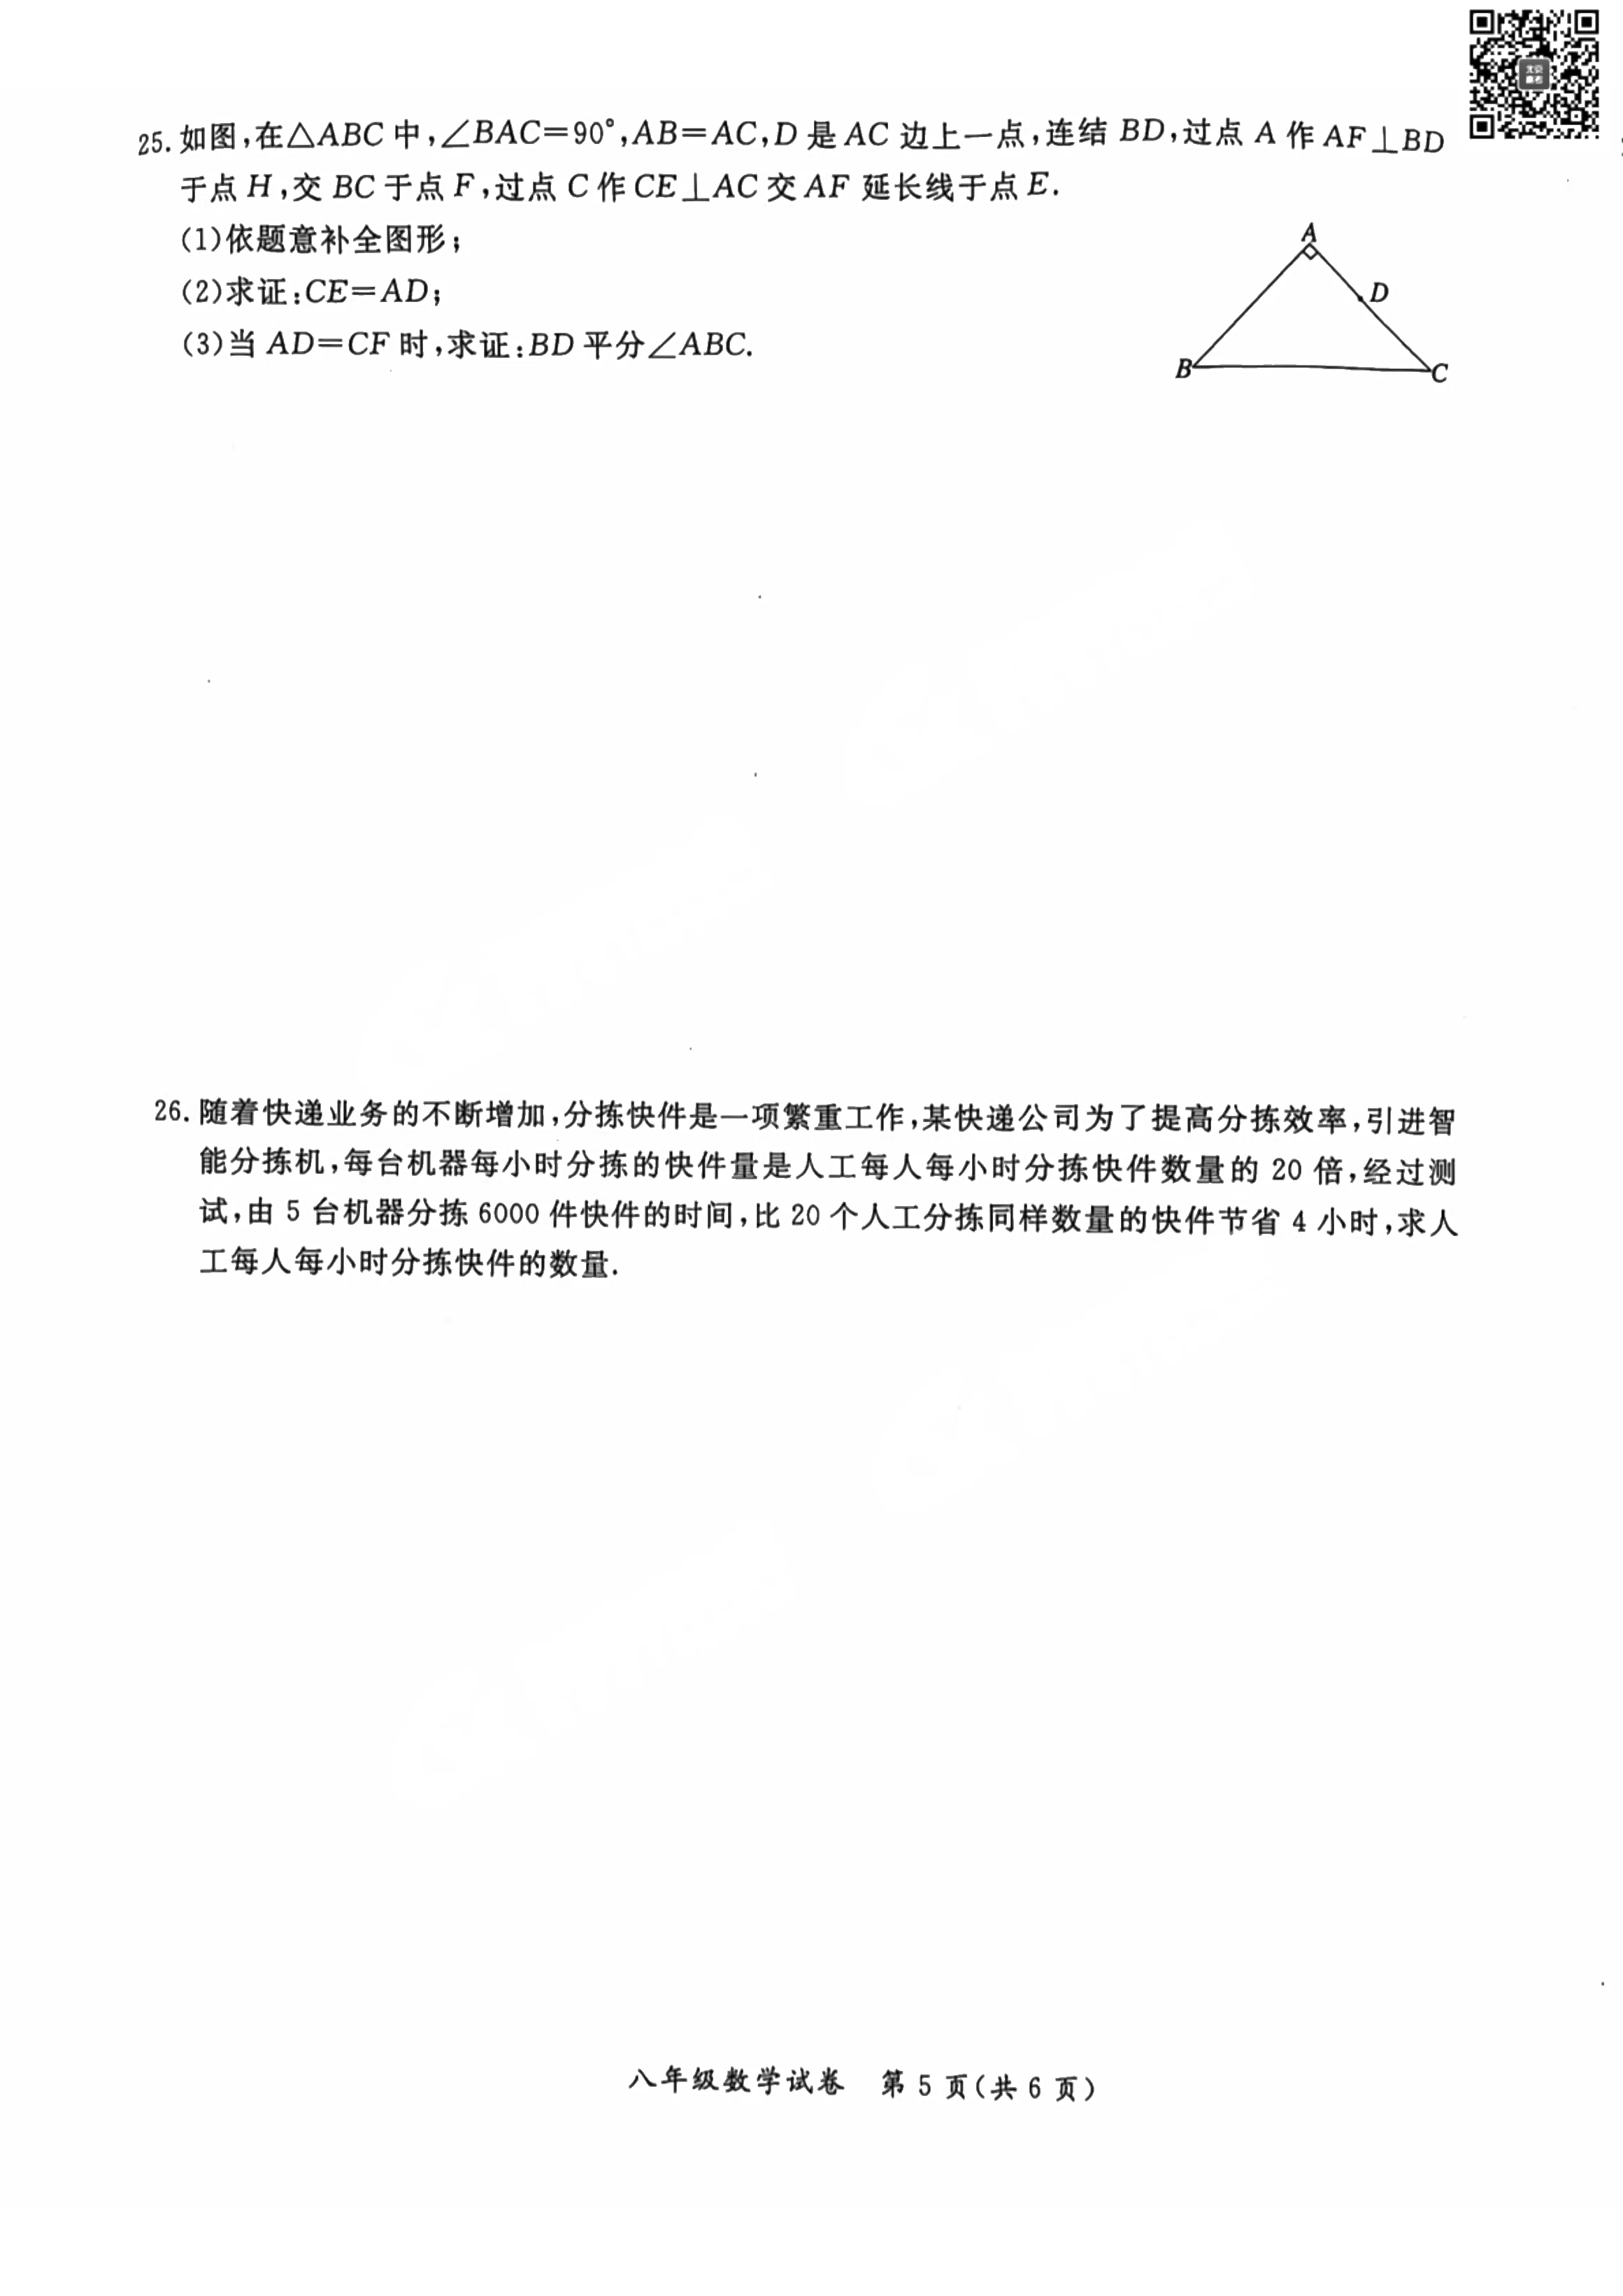 25.如图,在△ABC中,∠BAC=90°,AB=AC,D是AC边上一点,连结BD,过点A作AF⊥BD
于点H,交BC于点F,过点C作CE⊥AC交AF延长线于点E.
(1)依题意补全图形;
(2)求证:CE=AD;
(3)当AD=CF时,求证:BD平分∠ABC.
A
D
B
C
26.随着快递业务的不断增加,分拣快件是一项繁重工作,某快递公司为了提高分拣效率,引进智
能分拣机,每台机器每小时分拣的快件量是人工每人每小时分拣快件数量的20倍,经过测
试,由5台机器分拣6000件快件的时间,比20个人工分拣同样数量的快件节省4小时,求人
工每人每小时分拣快件的数量.
八年级数学试卷 第5页(共6页)